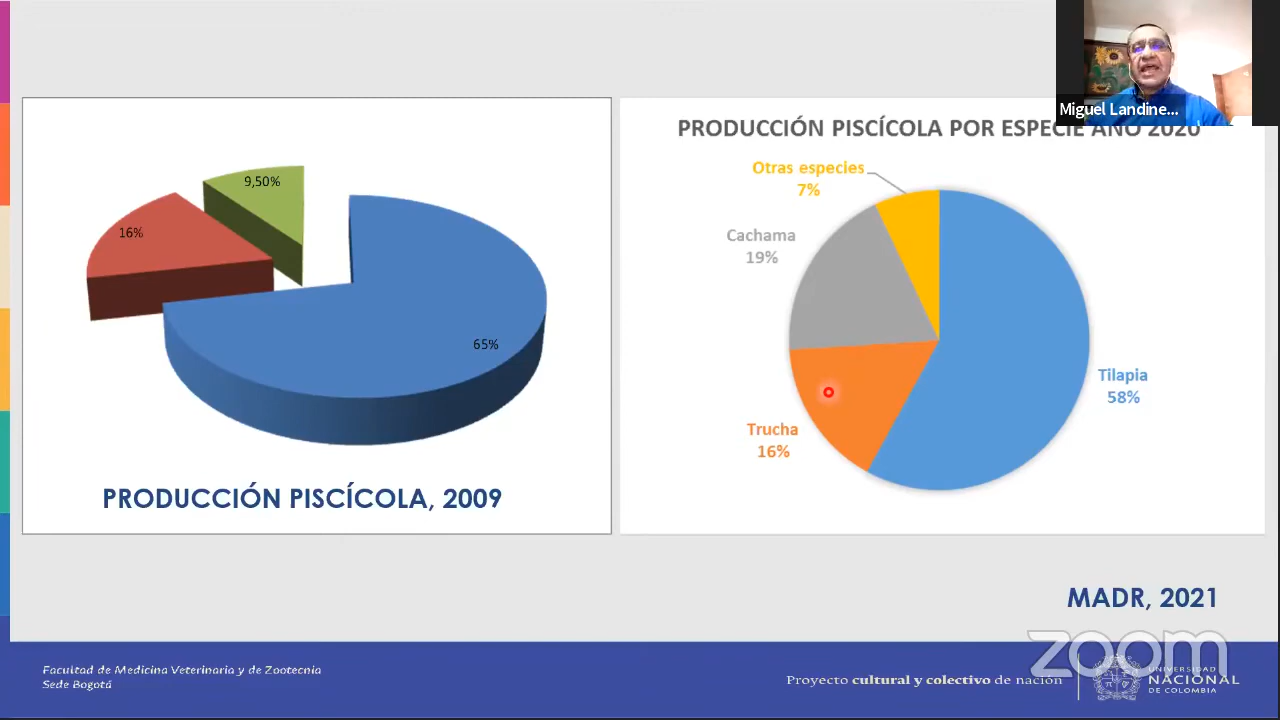 Miguel Landine...
9,50%
16%
65%
PRODUCCIÓN PISCÍCOLA, 2009
PRODUCCIÓN PISCÍCOLA POR ESPECIE AÑO 2020
Otras especies
7%
Cachama
19%
Trucha
16%
Tilapia
58%
MADR, 2021
zoom
Facultad de Medicina Veterinaria y de Zootecnia
Sede Bogotá
Proyecto cultural y colectivo de nación
UNIVERSIDAD
NACIONAL
DE COLOMBIA